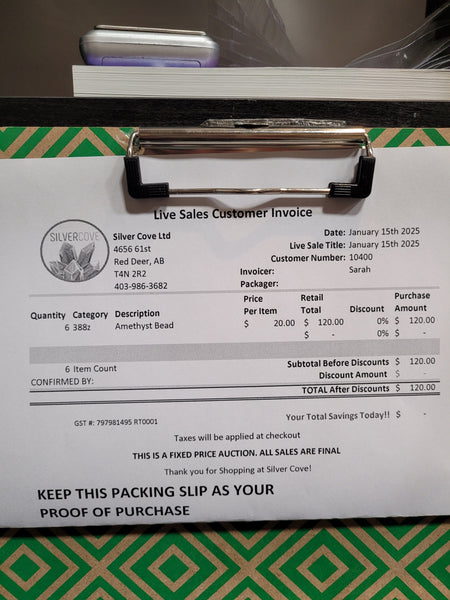 Live Sales Customer Invoice
SILVERCOVE
Silver Cove Ltd
4656 61st
Red Deer, AB
T4N 2R2
403-986-3682
Date: January 15th 2025
Live Sale Title: January 15th 2025
Customer Number: 10400
Invoicer: Sarah
Packager:
Quantity Category Description Price Per Item Retail Total Discount Purchase Amount
6 388z Amethyst Bead $ 20.00 $ 120.00 0% $ 120.00
$ - 0% $ -
6 Item Count Subtotal Before Discounts $ 120.00
CONFIRMED BY: Discount Amount $ -
TOTAL After Discounts $ 120.00
GST #: 797981495 RT0001 Your Total Savings Today!! $ -
Taxes will be applied at checkout
THIS IS A FIXED PRICE AUCTION. ALL SALES ARE FINAL
Thank you for Shopping at Silver Cove!
KEEP THIS PACKING SLIP AS YOUR
PROOF OF PURCHASE